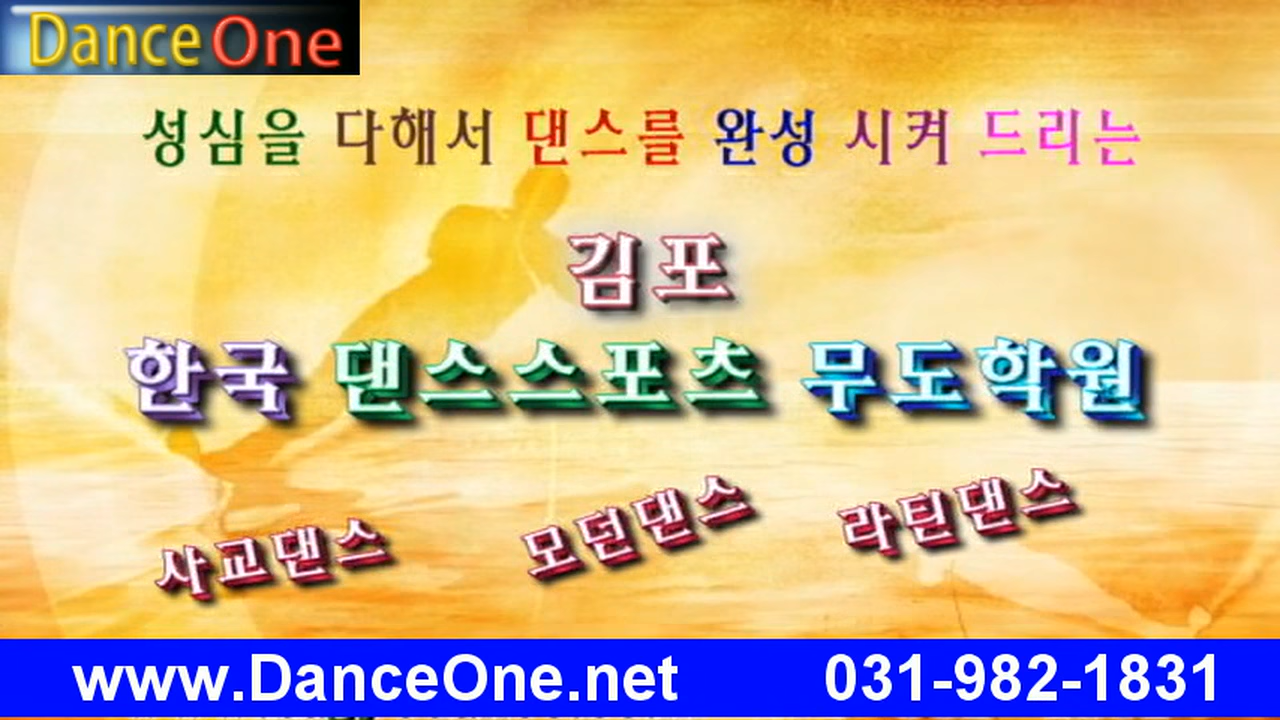 Dance One
성심을 다해서 댄스를 완성 시켜 드리는
김포
한국 댄스스포츠 무도학원
사교댄스 모던댄스 라틴댄스
www.DanceOne.net 031-982-1831